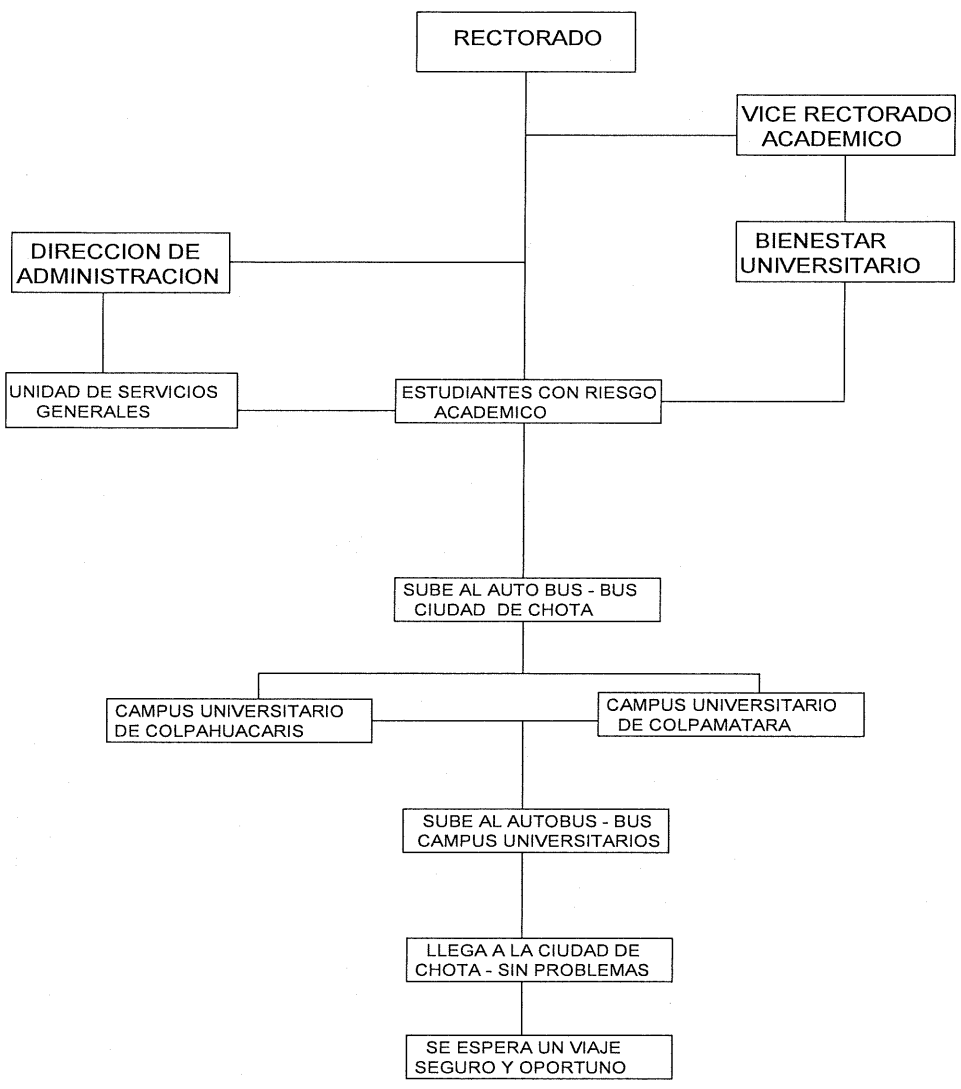 RECTORADO
VICE RECTORADO
ACADEMICO
DIRECCION DE
ADMINISTRACION
BIENESTAR
UNIVERSITARIO
UNIDAD DE SERVICIOS
GENERALES
ESTUDIANTES CON RIESGO
ACADEMICO
SUBE AL AUTO BUS - BUS
CIUDAD DE CHOTA
CAMPUS UNIVERSITARIO
DE COLPAHUACARIS
CAMPUS UNIVERSITARIO
DE COLPAMATARA
SUBE AL AUTOBUS - BUS
CAMPUS UNIVERSITARIOS
LLEGA A LA CIUDAD DE
CHOTA - SIN PROBLEMAS
SE ESPERA UN VIAJE
SEGURO Y OPORTUNO